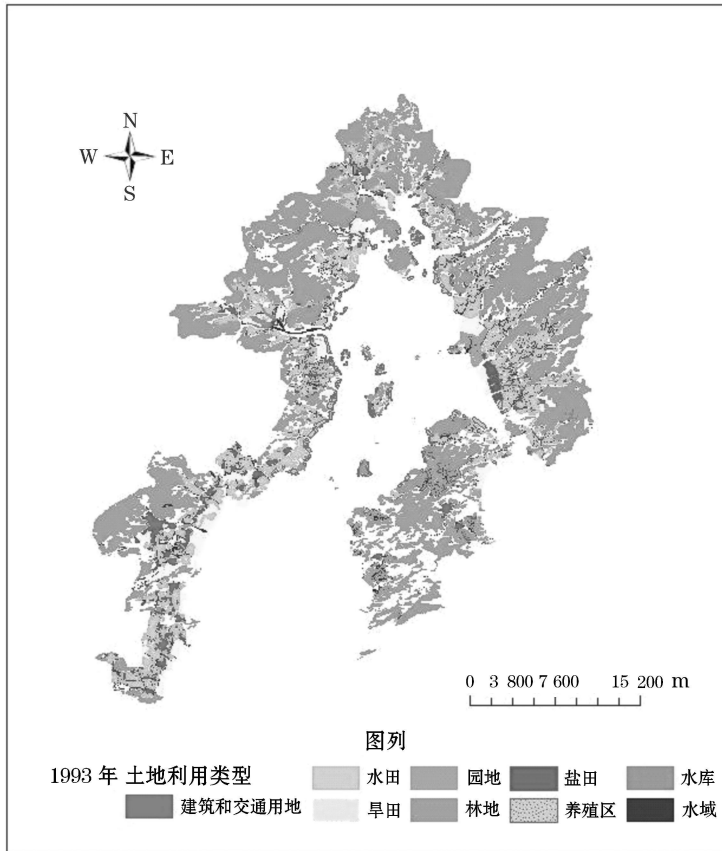 N
W E
S
0 3 800 7 600 15 200 m
图列
1993 年 土地利用类型
水田 园地 盐田 水库
建筑和交通用地 旱田 林地 养殖区 水域